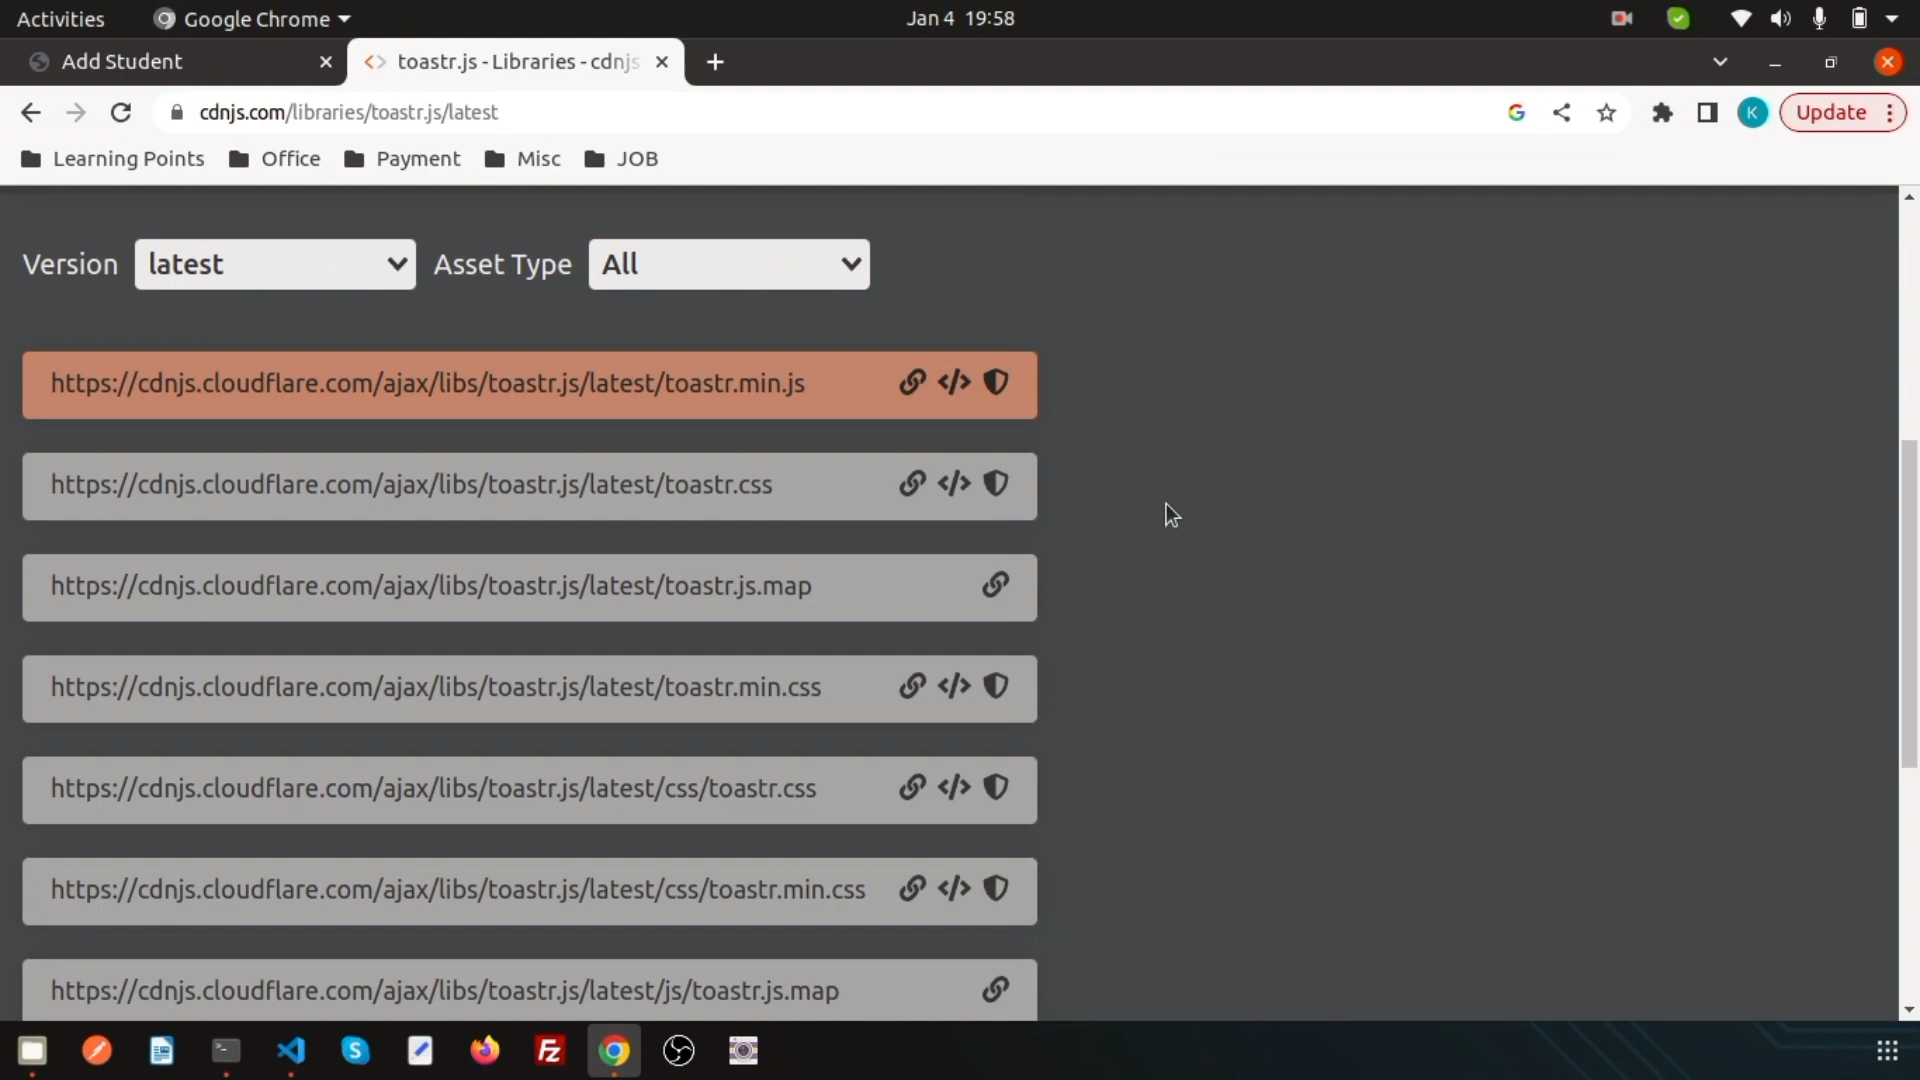 Activities
Google Chrome
Jan 4 19:58
Add Student
toastr.js - Libraries - cdnjs
cdnjs.com/libraries/toastr.js/latest
K
Update
Learning Points
Office
Payment
Misc
JOB
Version
latest
Asset Type
All
https://cdnjs.cloudflare.com/ajax/libs/toastr.js/latest/toastr.min.js
https://cdnjs.cloudflare.com/ajax/libs/toastr.js/latest/toastr.css
https://cdnjs.cloudflare.com/ajax/libs/toastr.js/latest/toastr.js.map
https://cdnjs.cloudflare.com/ajax/libs/toastr.js/latest/toastr.min.css
https://cdnjs.cloudflare.com/ajax/libs/toastr.js/latest/css/toastr.css
https://cdnjs.cloudflare.com/ajax/libs/toastr.js/latest/css/toastr.min.css
https://cdnjs.cloudflare.com/ajax/libs/toastr.js/latest/js/toastr.js.map